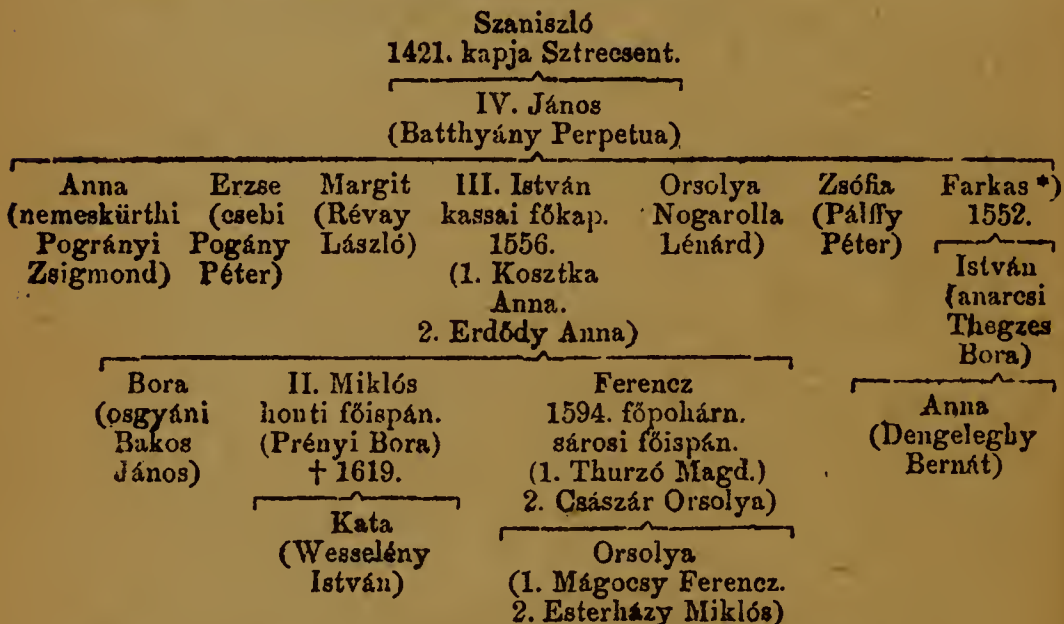 Szaniszló
1421. kapja Sztrecsent.
IV. János
(Batthyány Perpetua)
Anna Erzse Margit III. István Orsolya Zsófia Farkas *)
(nemeskürthi (csebi (Révay kassai főkap. Nogarolla (Pálffy 1552.
Pogrányi Pogány László) 1556. Lénárd) Péter)
Zsigmond) Péter) (1. Kosztka
Anna.
2. Erdődy Anna)
István
(anarcsi
Thegzes
Bora)
Bora II. Miklós Ferencz
(osgyáni honti főispán. 1594. főpohárn.
Bakos (Prényi Bora) sárosi főispán.
János) † 1619. (1. Thurzó Magd.)
2. Császár Orsolya)
Anna
(Dengeleghy
Bernát)
Kata
(Wesselény
István)
Orsolya
(1. Mágocsy Ferencz.
2. Esterházy Miklós)